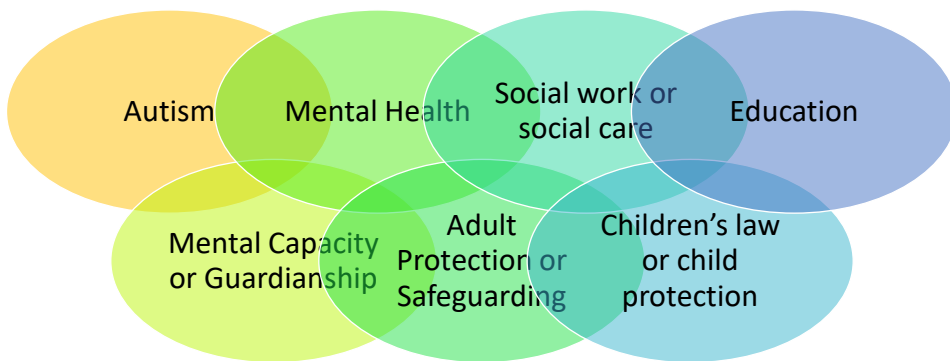 Autism
Mental Health
Social work or
social care
Education
Mental Capacity
or Guardianship
Adult
Protection or
Safeguarding
Children’s law
or child
protection